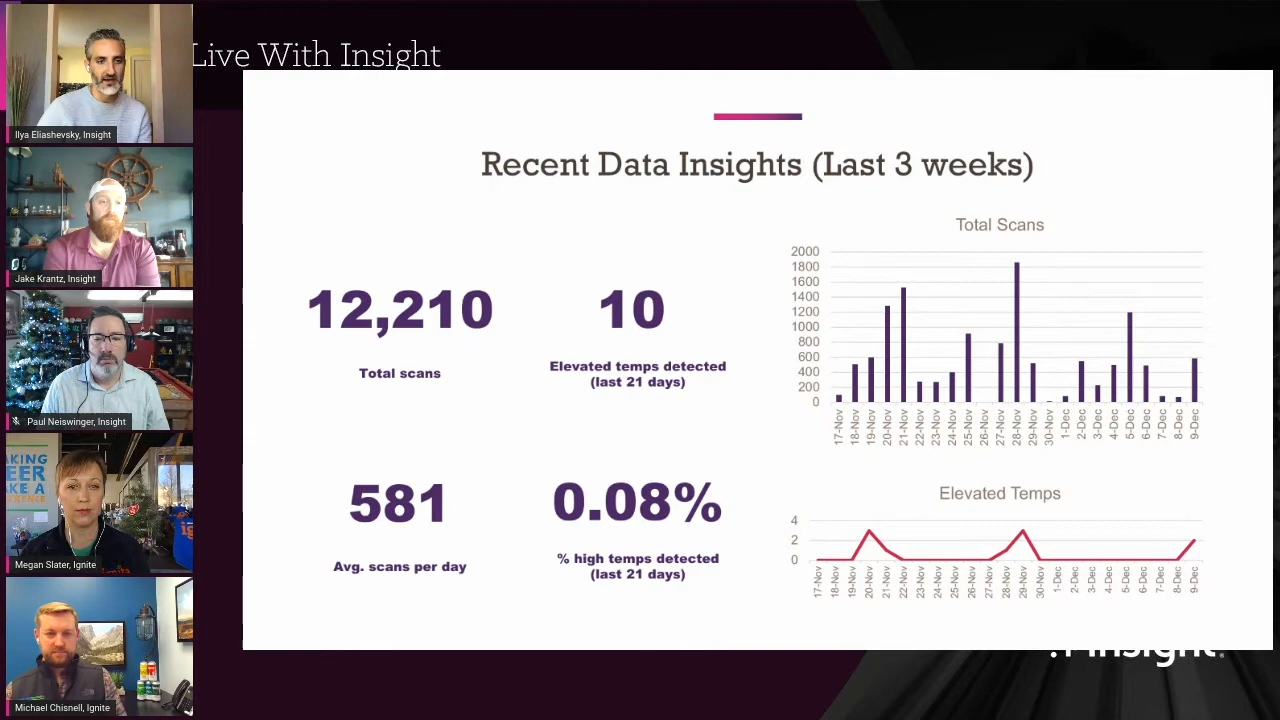 Live With Insight
Ilya Eliashevsky, Insight
Jake Krantz, Insight
Paul Neiswinger, Insight
AKING
EER
AKE A
Megan Slater, Ignite
Michael Chisnell, Ignite
Recent Data Insights (Last 3 weeks)
12,210
Total scans
10
Elevated temps detected
(last 21 days)
581
Avg. scans per day
0.08%
% high temps detected
(last 21 days)
Total Scans
2000
1800
1600
1400
1200
1000
800
600
400
200
0
17-Nov
18-Nov
19-Nov
20-Nov
21-Nov
22-Nov
23-Nov
24-Nov
25-Nov
26-Nov
27-Nov
28-Nov
29-Nov
30-Nov
1-Dec
2-Dec
3-Dec
4-Dec
5-Dec
6-Dec
7-Dec
8-Dec
9-Dec
Elevated Temps
4
2
0
17-Nov
18-Nov
19-Nov
20-Nov
21-Nov
22-Nov
23-Nov
24-Nov
25-Nov
26-Nov
27-Nov
28-Nov
29-Nov
30-Nov
1-Dec
2-Dec
3-Dec
4-Dec
5-Dec
6-Dec
7-Dec
8-Dec
9-Dec
Insight